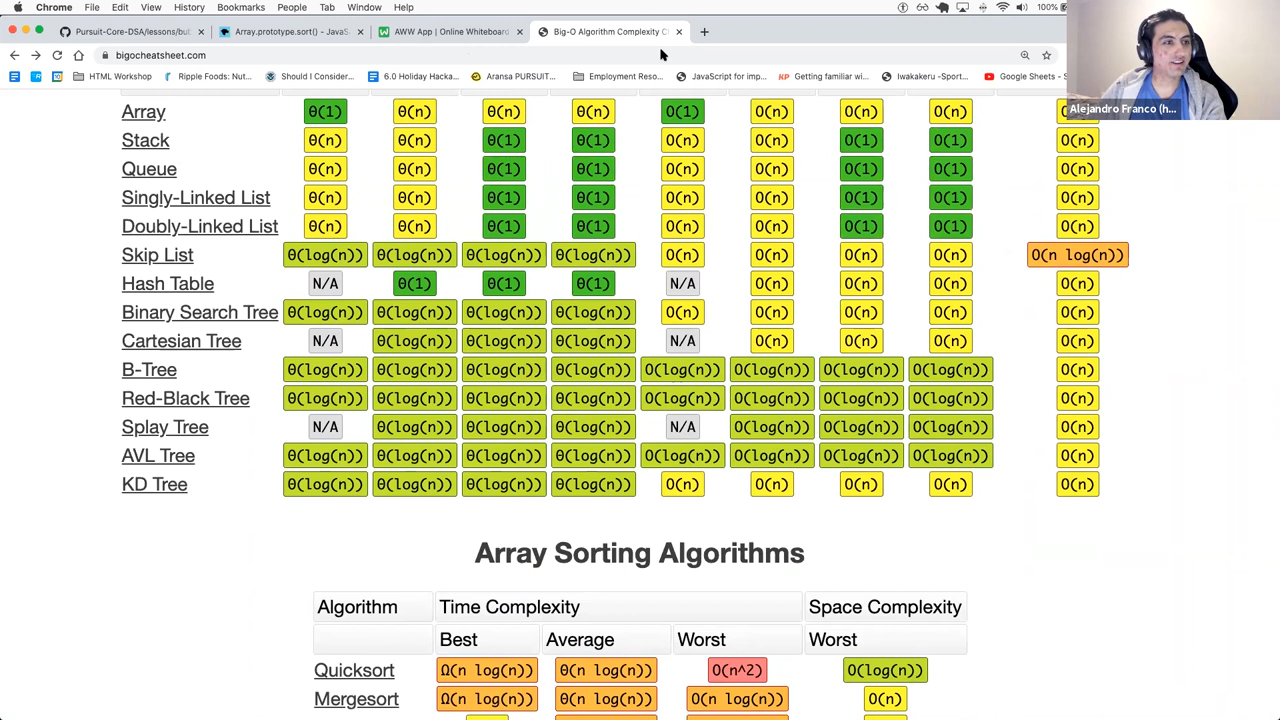 Chrome File Edit View History Bookmarks People Tab Window Help 100%
Pursuit-Core-DSA/lessons/bub Array.prototype.sort() - JavaS AWW App | Online Whiteboard Big-O Algorithm Complexity C
bigocheatsheet.com
HTML Workshop Ripple Foods: Nut... Should I Consider... 6.0 Holiday Hacka... Aransa PURSUIT... Employment Reso... JavaScript for imp... Getting familiar wi... Iwakakeru -Sport... Google Sheets -
Alejandro Franco (h...
Array θ(1) θ(n) θ(n) θ(n) O(1) O(n) O(n) O(n)
Stack θ(n) θ(n) θ(1) θ(1) O(n) O(n) O(1) O(1) O(n)
Queue θ(n) θ(n) θ(1) θ(1) O(n) O(n) O(1) O(1) O(n)
Singly-Linked List θ(n) θ(n) θ(1) θ(1) O(n) O(n) O(1) O(1) O(n)
Doubly-Linked List θ(n) θ(n) θ(1) θ(1) O(n) O(n) O(1) O(1) O(n)
Skip List θ(log(n)) θ(log(n)) θ(log(n)) θ(log(n)) O(n) O(n) O(n) O(n) O(n log(n))
Hash Table N/A θ(1) θ(1) θ(1) N/A O(n) O(n) O(n) O(n)
Binary Search Tree θ(log(n)) θ(log(n)) θ(log(n)) θ(log(n)) O(n) O(n) O(n) O(n) O(n)
Cartesian Tree N/A θ(log(n)) θ(log(n)) θ(log(n)) N/A O(n) O(n) O(n) O(n)
B-Tree θ(log(n)) θ(log(n)) θ(log(n)) θ(log(n)) O(log(n)) O(log(n)) O(log(n)) O(log(n)) O(n)
Red-Black Tree θ(log(n)) θ(log(n)) θ(log(n)) θ(log(n)) O(log(n)) O(log(n)) O(log(n)) O(log(n)) O(n)
Splay Tree N/A θ(log(n)) θ(log(n)) θ(log(n)) N/A O(log(n)) O(log(n)) O(log(n)) O(n)
AVL Tree θ(log(n)) θ(log(n)) θ(log(n)) θ(log(n)) O(log(n)) O(log(n)) O(log(n)) O(log(n)) O(n)
KD Tree θ(log(n)) θ(log(n)) θ(log(n)) θ(log(n)) O(n) O(n) O(n) O(n) O(n)
Array Sorting Algorithms
Algorithm Time Complexity Space Complexity
Best Average Worst Worst
Quicksort Ω(n log(n)) θ(n log(n)) O(n^2) O(log(n))
Mergesort Ω(n log(n)) θ(n log(n)) O(n log(n)) O(n)